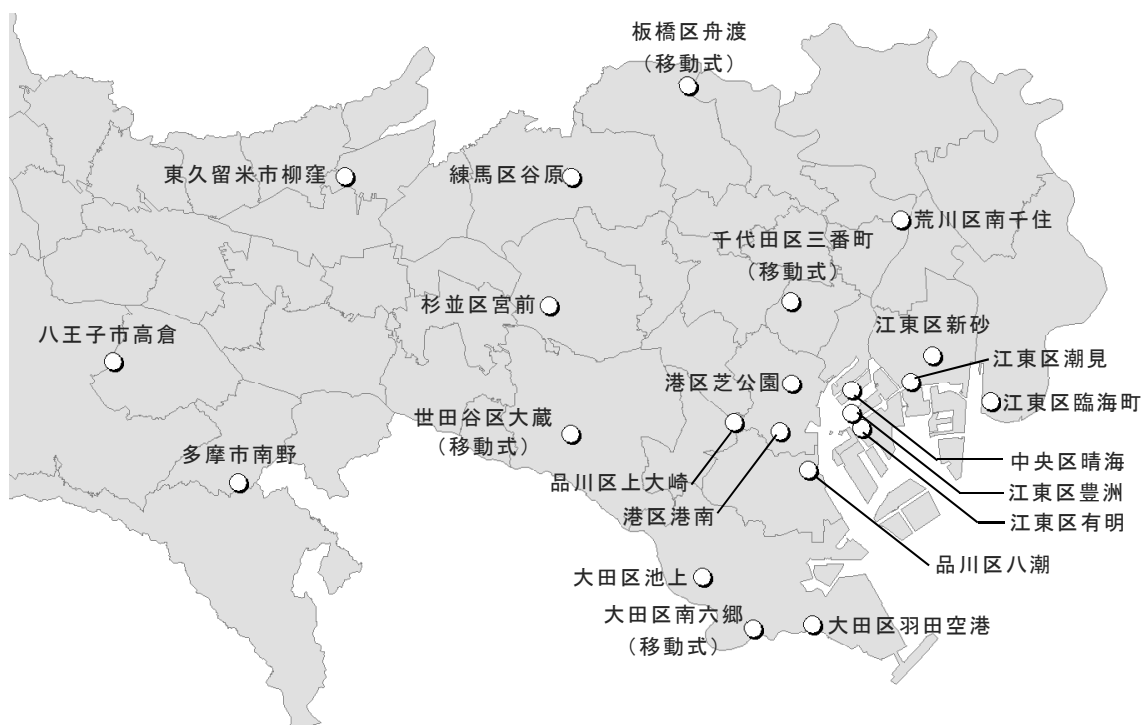 板橋区舟渡
（移動式）
東久留米市柳窪
練馬区谷原
荒川区南千住
千代田区三番町
（移動式）
杉並区宮前
八王子市高倉
江東区新砂
江東区潮見
港区芝公園
江東区臨海町
世田谷区大蔵
（移動式）
多摩市南野
中央区晴海
品川区上大崎
江東区豊洲
港区港南
江東区有明
品川区八潮
大田区池上
大田区南六郷
（移動式）
大田区羽田空港